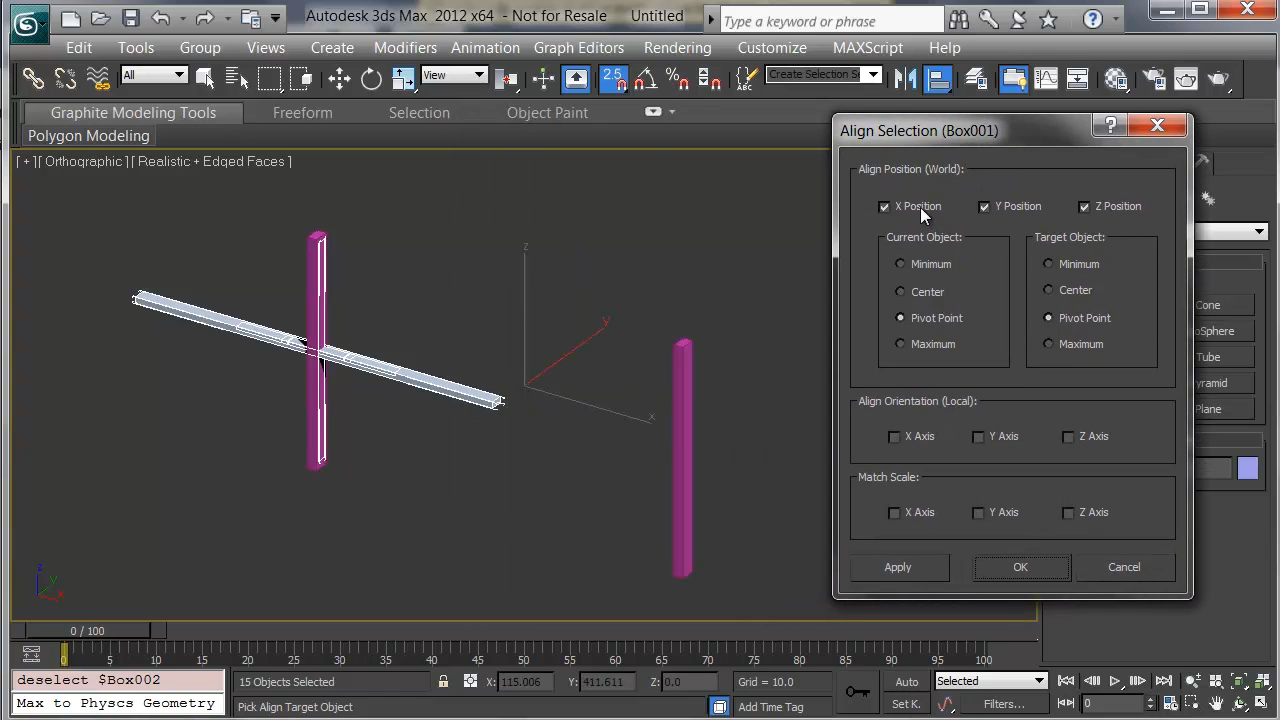 Autodesk 3ds Max 2012 x64 - Not for Resale Untitled
Type a keyword or phrase
Edit Tools Group Views Create Modifiers Animation Graph Editors Rendering Customize MAXScript Help
All
View
2.5
ABC
Create Selection Se
Graphite Modeling Tools Freeform Selection Object Paint
Polygon Modeling
[ + ] [ Orthographic ] [ Realistic + Edged Faces ]
Align Selection (Box001)
Align Position (World):
X Position Y Position Z Position
Current Object: Target Object:
Minimum Minimum
Center Center
Pivot Point Pivot Point
Maximum Maximum
Align Orientation (Local):
X Axis Y Axis Z Axis
Match Scale:
X Axis Y Axis Z Axis
Apply OK Cancel
Cone
oSphere
Tube
yramid
Plane
z
y
x
z
y
x
0 / 100
0 5 10 15 20 25 30 35 40 45 50 55 60 65 70 75 80 85 90 95 100
deselect $Box002
Max to Physcs Geometry
15 Objects Selected
X: 115.006 Y: 411.611 Z: 0.0
Grid = 10.0
Auto Selected
Pick Align Target Object
Add Time Tag
Set K. Filters...
0